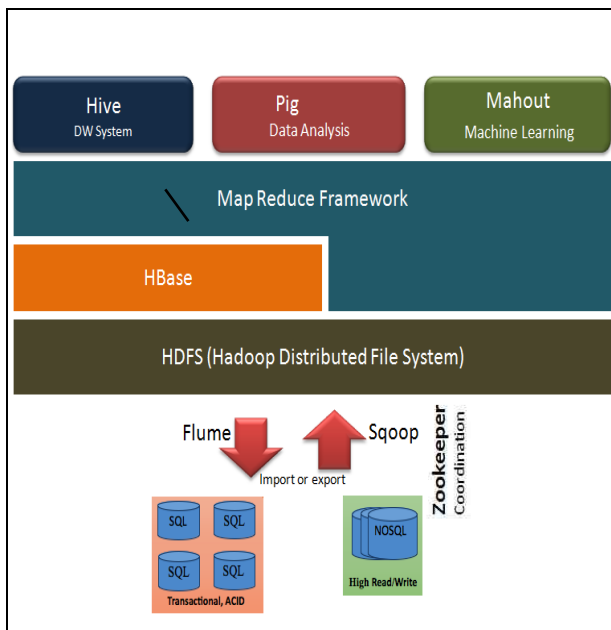 Hive
DW System
Pig
Data Analysis
Mahout
Machine Learning
Map Reduce Framework
HBase
HDFS (Hadoop Distributed File System)
Flume
Sqoop
Import or export
Zookeeper
Coordination
SQL
SQL
SQL
SQL
Transactional, ACID
NOSQL
High Read/Write